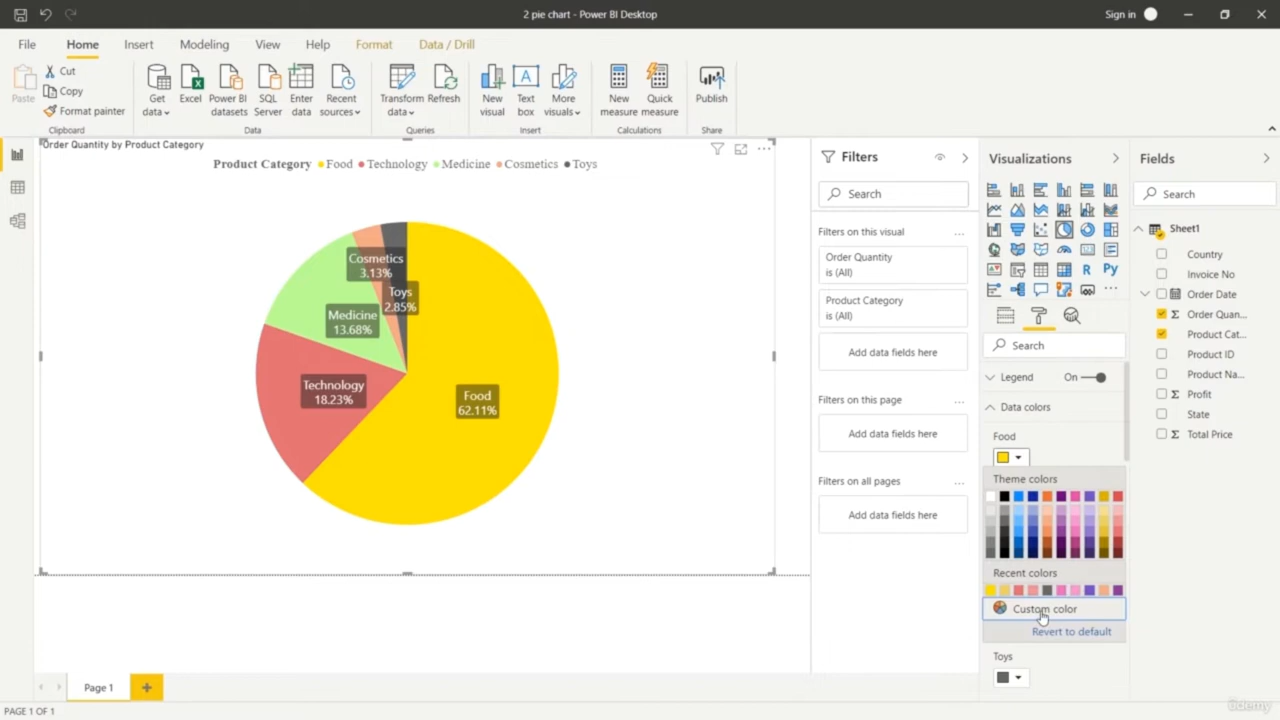 2 pie chart - Power BI Desktop
Sign in
File Home Insert Modeling View Help Format Data / Drill
Paste
Cut
Copy
Format painter
Clipboard
Get data
Excel
Power BI datasets
SQL Server
Enter data
Recent sources
Data
Transform data
Refresh
Queries
New visual
Text box
More visuals
Insert
New measure
Quick measure
Calculations
Publish
Share
Order Quantity by Product Category
Product Category Food Technology Medicine Cosmetics Toys
Cosmetics
3.13%
Toys
2.85%
Medicine
13.68%
Technology
18.23%
Food
62.11%
Filters
Search
Filters on this visual
Order Quantity
is (All)
Product Category
is (All)
Add data fields here
Filters on this page
Add data fields here
Filters on all pages
Add data fields here
Visualizations
R Py
Search
Legend On
Data colors
Food
Theme colors
Recent colors
Custom color
Revert to default
Toys
Fields
Search
Sheet1
Country
Invoice No
Order Date
Σ Order Quan...
Product Cat...
Product ID
Product Na...
Σ Profit
State
Σ Total Price
Page 1
PAGE 1 OF 1
ûdemy